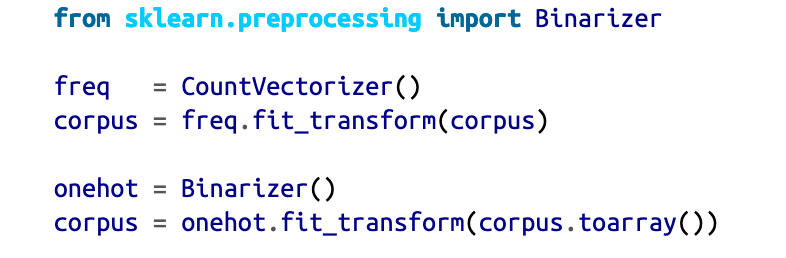 from sklearn.preprocessing import Binarizer
freq   = CountVectorizer()
corpus = freq.fit_transform(corpus)
onehot = Binarizer()
corpus = onehot.fit_transform(corpus.toarray())